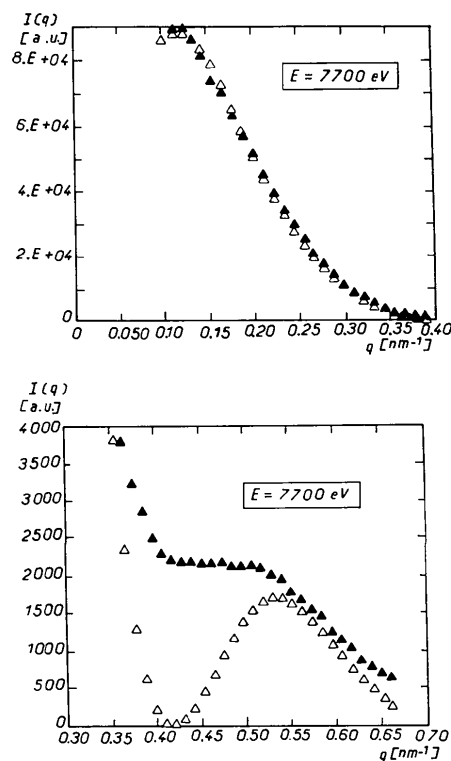 I(q)
[a.u.]
8.E+04
E = 7700 eV
6.E+04
4.E+04
2.E+04
0
0 0.050 0.10 0.15 0.20 0.25 0.30 0.35 0.40
q [nm-1]
I(q)
[a.u.]
4000
3500
E = 7700 eV
3000
2500
2000
1500
1000
500
0
0.30 0.35 0.40 0.45 0.50 0.55 0.60 0.65 0.70
q [nm-1]